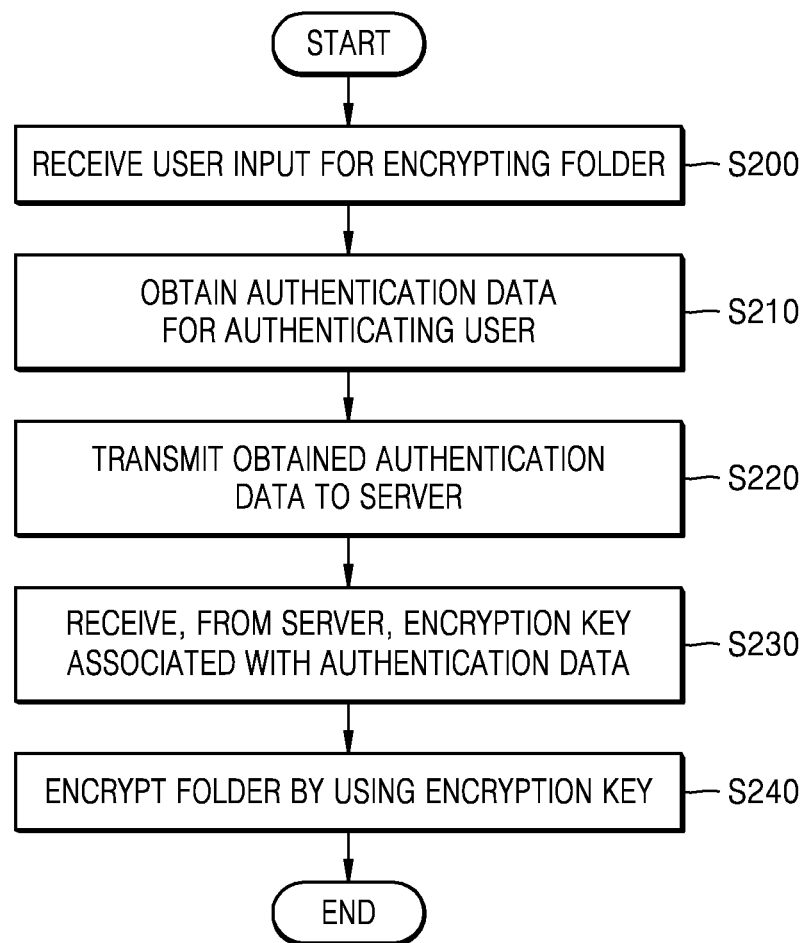 START
RECEIVE USER INPUT FOR ENCRYPTING FOLDER
S200
OBTAIN AUTHENTICATION DATA
FOR AUTHENTICATING USER
S210
TRANSMIT OBTAINED AUTHENTICATION
DATA TO SERVER
S220
RECEIVE, FROM SERVER, ENCRYPTION KEY
ASSOCIATED WITH AUTHENTICATION DATA
S230
ENCRYPT FOLDER BY USING ENCRYPTION KEY
S240
END